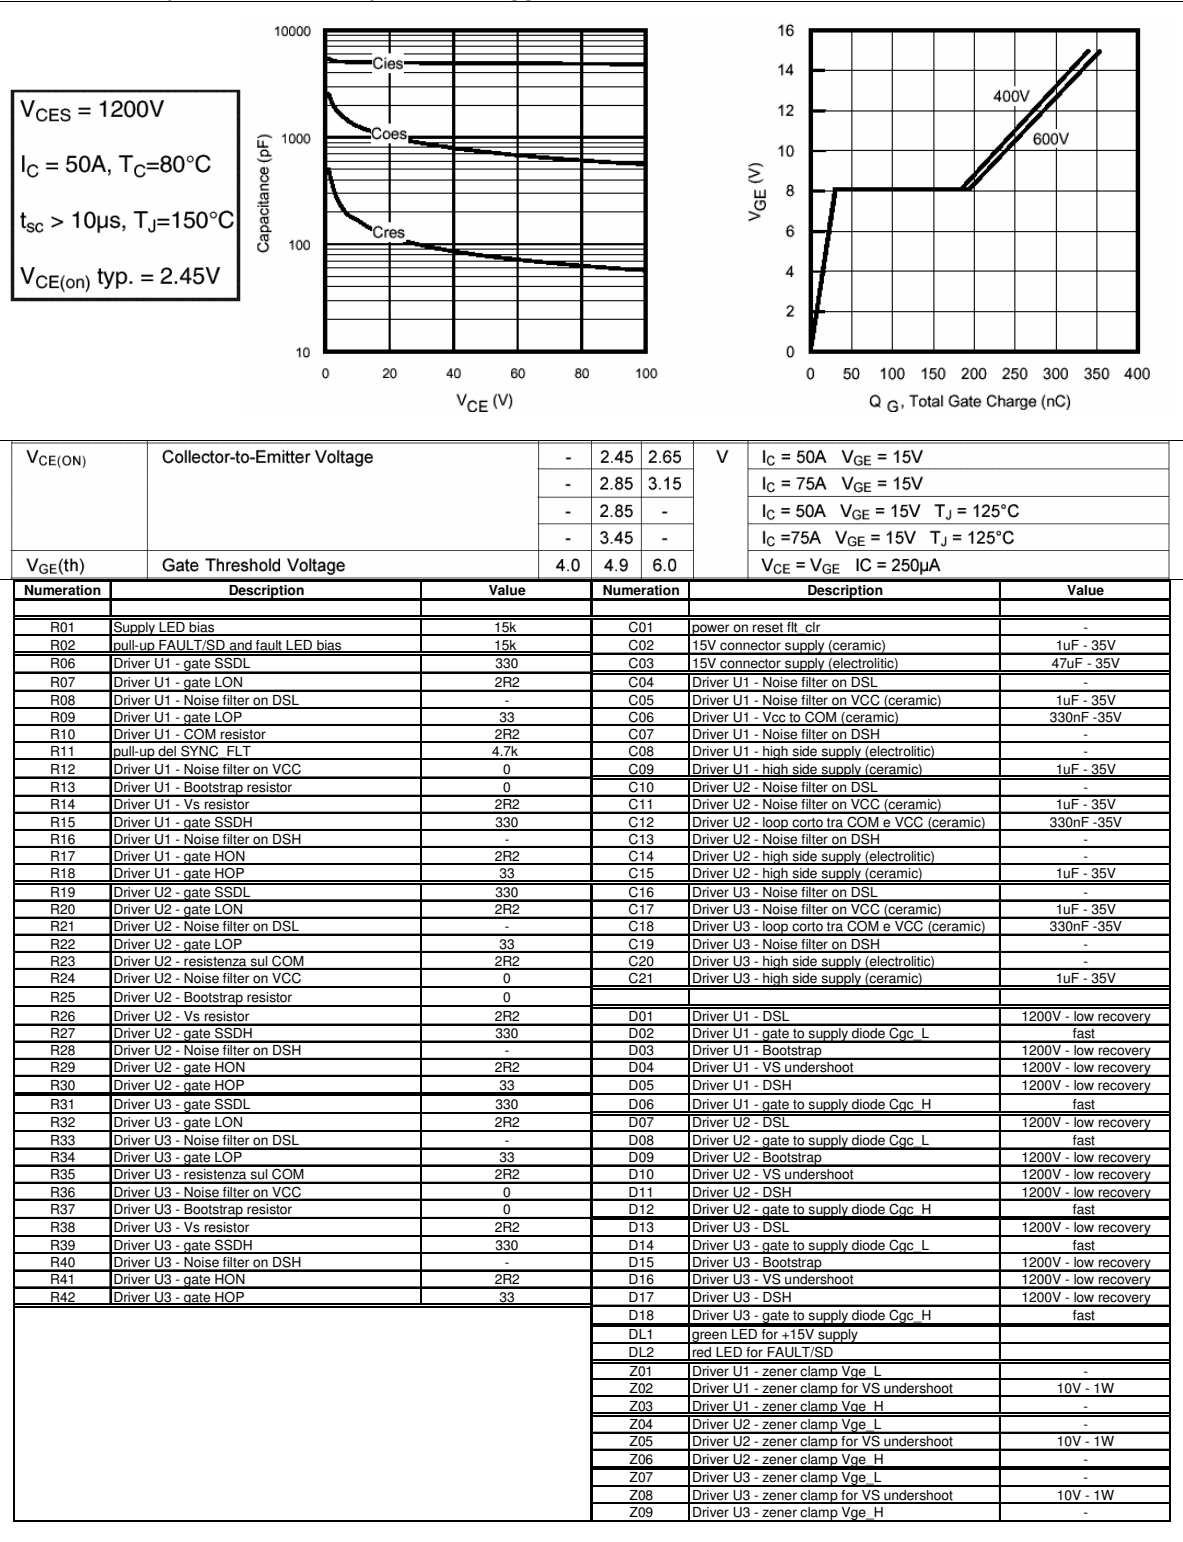 V_CES = 1200V
I_C = 50A, T_C=80°C
t_sc > 10µs, T_J=150°C
V_CE(on) typ. = 2.45V
10000
1000
100
10
Capacitance (pF)
Cies
Coes
Cres
0 20 40 60 80 100
V_CE (V)
16
14
12
10
8
6
4
2
0
V_GE (V)
400V
600V
0 50 100 150 200 250 300 350 400
Q_G, Total Gate Charge (nC)
V_CE(ON) Collector-to-Emitter Voltage - 2.45 2.65 V I_C = 50A V_GE = 15V
- 2.85 3.15 I_C = 75A V_GE = 15V
- 2.85 - I_C = 50A V_GE = 15V T_J = 125°C
- 3.45 - I_C =75A V_GE = 15V T_J = 125°C
V_GE(th) Gate Threshold Voltage 4.0 4.9 6.0 V_CE = V_GE IC = 250µA
Numeration Description Value Numeration Description Value
R01 Supply LED bias 15k C01 power on reset flt_clr -
R02 pull-up FAULT/SD and fault LED bias 15k C02 15V connector supply (ceramic) 1uF - 35V
R06 Driver U1 - gate SSDL 330 C03 15V connector supply (electrolitic) 47uF - 35V
R07 Driver U1 - gate LON 2R2 C04 Driver U1 - Noise filter on DSL -
R08 Driver U1 - Noise filter on DSL - C05 Driver U1 - Noise filter on VCC (ceramic) 1uF - 35V
R09 Driver U1 - gate LOP 33 C06 Driver U1 - Vcc to COM (ceramic) 330nF -35V
R10 Driver U1 - COM resistor 2R2 C07 Driver U1 - Noise filter on DSH -
R11 pull-up del SYNC_FLT 4.7k C08 Driver U1 - high side supply (electrolitic) -
R12 Driver U1 - Noise filter on VCC 0 C09 Driver U1 - high side supply (ceramic) 1uF - 35V
R13 Driver U1 - Bootstrap resistor 0 C10 Driver U2 - Noise filter on DSL -
R14 Driver U1 - Vs resistor 2R2 C11 Driver U2 - Noise filter on VCC (ceramic) 1uF - 35V
R15 Driver U1 - gate SSDH 330 C12 Driver U2 - loop corto tra COM e VCC (ceramic) 330nF -35V
R16 Driver U1 - Noise filter on DSH - C13 Driver U2 - Noise filter on DSH -
R17 Driver U1 - gate HON 2R2 C14 Driver U2 - high side supply (electrolitic) -
R18 Driver U1 - gate HOP 33 C15 Driver U2 - high side supply (ceramic) 1uF - 35V
R19 Driver U2 - gate SSDL 330 C16 Driver U3 - Noise filter on DSL -
R20 Driver U2 - gate LON 2R2 C17 Driver U3 - Noise filter on VCC (ceramic) 1uF - 35V
R21 Driver U2 - Noise filter on DSL - C18 Driver U3 - loop corto tra COM e VCC (ceramic) 330nF -35V
R22 Driver U2 - gate LOP 33 C19 Driver U3 - Noise filter on DSH -
R23 Driver U2 - resistenza sul COM 2R2 C20 Driver U3 - high side supply (electrolitic) -
R24 Driver U2 - Noise filter on VCC 0 C21 Driver U3 - high side supply (ceramic) 1uF - 35V
R25 Driver U2 - Bootstrap resistor 0
R26 Driver U2 - Vs resistor 2R2 D01 Driver U1 - DSL 1200V - low recovery
R27 Driver U2 - gate SSDH 330 D02 Driver U1 - gate to supply diode Cgc_L fast
R28 Driver U2 - Noise filter on DSH - D03 Driver U1 - Bootstrap 1200V - low recovery
R29 Driver U2 - gate HON 2R2 D04 Driver U1 - VS undershoot 1200V - low recovery
R30 Driver U2 - gate HOP 33 D05 Driver U1 - DSH 1200V - low recovery
R31 Driver U3 - gate SSDL 330 D06 Driver U1 - gate to supply diode Cgc_H fast
R32 Driver U3 - gate LON 2R2 D07 Driver U2 - DSL 1200V - low recovery
R33 Driver U3 - Noise filter on DSL - D08 Driver U2 - gate to supply diode Cgc_L fast
R34 Driver U3 - gate LOP 33 D09 Driver U2 - Bootstrap 1200V - low recovery
R35 Driver U3 - resistenza sul COM 2R2 D10 Driver U2 - VS undershoot 1200V - low recovery
R36 Driver U3 - Noise filter on VCC 0 D11 Driver U2 - DSH 1200V - low recovery
R37 Driver U3 - Bootstrap resistor 0 D12 Driver U2 - gate to supply diode Cgc_H fast
R38 Driver U3 - Vs resistor 2R2 D13 Driver U3 - DSL 1200V - low recovery
R39 Driver U3 - gate SSDH 330 D14 Driver U3 - gate to supply diode Cgc_L fast
R40 Driver U3 - Noise filter on DSH - D15 Driver U3 - Bootstrap 1200V - low recovery
R41 Driver U3 - gate HON 2R2 D16 Driver U3 - VS undershoot 1200V - low recovery
R42 Driver U3 - gate HOP 33 D17 Driver U3 - DSH 1200V - low recovery
D18 Driver U3 - gate to supply diode Cgc_H fast
DL1 green LED for +15V supply
DL2 red LED for FAULT/SD
Z01 Driver U1 - zener clamp Vge_L -
Z02 Driver U1 - zener clamp for VS undershoot 10V - 1W
Z03 Driver U1 - zener clamp Vge_H -
Z04 Driver U2 - zener clamp Vge_L -
Z05 Driver U2 - zener clamp for VS undershoot 10V - 1W
Z06 Driver U2 - zener clamp Vge_H -
Z07 Driver U3 - zener clamp Vge_L -
Z08 Driver U3 - zener clamp for VS undershoot 10V - 1W
Z09 Driver U3 - zener clamp Vge_H -